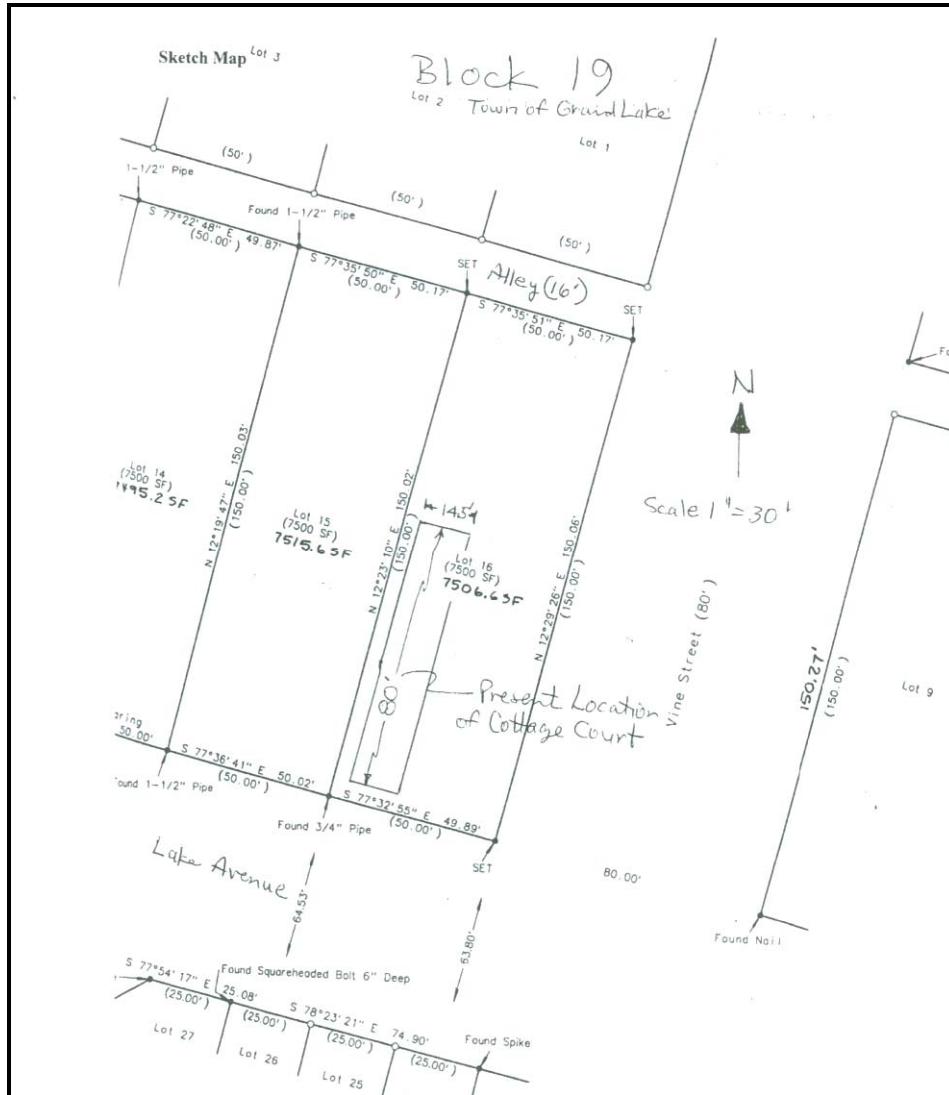 Sketch Map
Lot 3
Block 19
Lot 2
Town of Grand Lake
Lot 1
(50')
(50')
(50')
1-1/2" Pipe
Found 1-1/2" Pipe
S 77°22'48" E 49.87'
(50.00')
S 77°35'50" E 50.17'
(50.00')
SET
Alley (16')
S 77°35'51" E 50.17'
(50.00')
SET
N
Scale 1" = 30'
Lot 14
(7500 SF)
7495.2 SF
N 12°19'47" E 150.03'
(150.00')
Lot 15
(7500 SF)
7515.6 SF
N 12°23'10" E 150.02'
(150.00')
Lot 16
(7500 SF)
7506.6 SF
80'
N 12°29'26" E 150.06'
(150.00')
Present Location
of Cottage Court
Vine Street (80')
150.27'
(150.00')
Lot 9
50.00'
S 77°36'41" E 50.02'
(50.00')
S 77°32'55" E 49.89'
(50.00')
Found 1-1/2" Pipe
Found 3/4" Pipe
SET
Lake Avenue
64.53'
63.80'
80.00'
Found Nail
S 77°54'17" E 25.08'
(25.00')
Found Squareheaded Bolt 6" Deep
(25.00')
S 78°23'21" E 74.90'
(25.00')
(25.00')
Found Spike
Lot 27
Lot 26
Lot 25